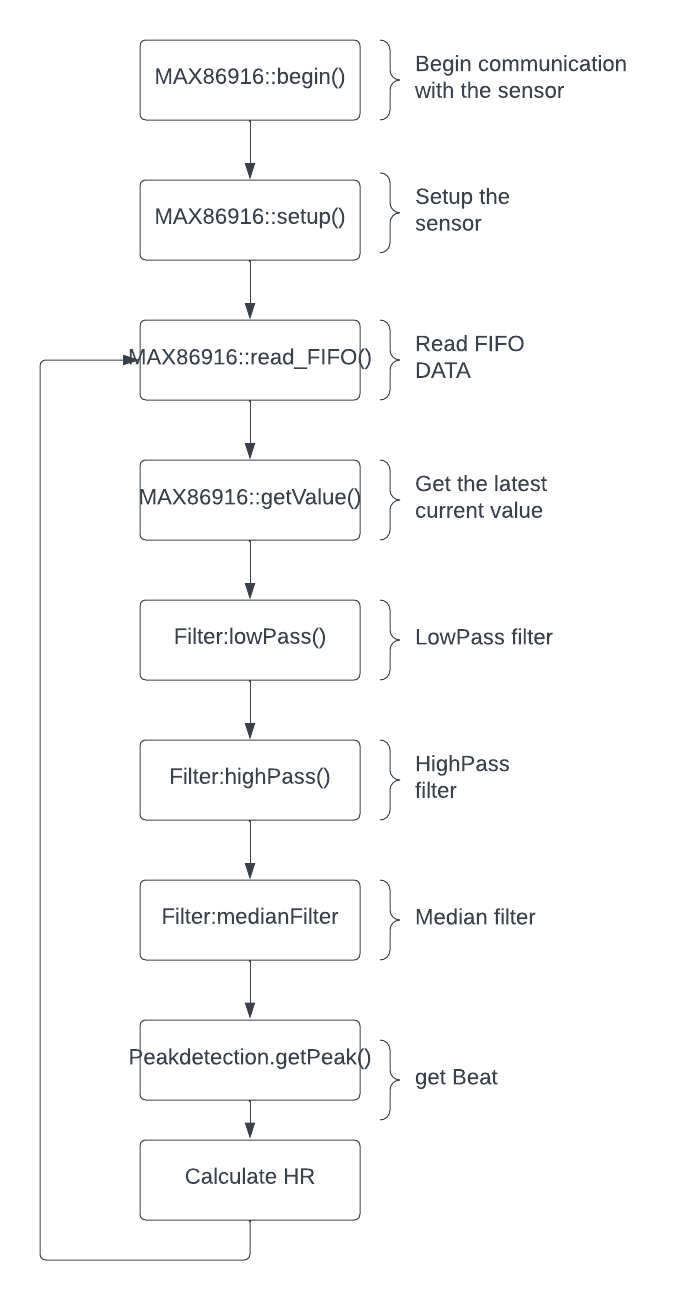 MAX86916::begin()
Begin communication
with the sensor
MAX86916::setup()
Setup the
sensor
MAX86916::read_FIFO()
Read FIFO
DATA
MAX86916::getValue()
Get the latest
current value
Filter:lowPass()
LowPass filter
Filter:highPass()
HighPass
filter
Filter:medianFilter
Median filter
Peakdetection.getPeak()
get Beat
Calculate HR